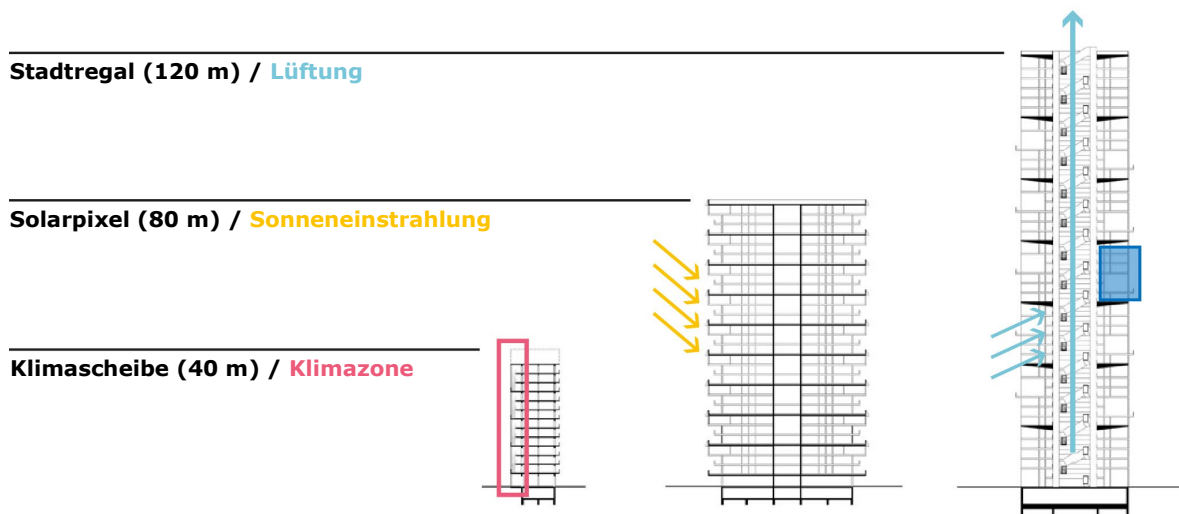 Stadtregal (120 m) / Lüftung
Solarpixel (80 m) / Sonneneinstrahlung
Klimascheibe (40 m) / Klimazone